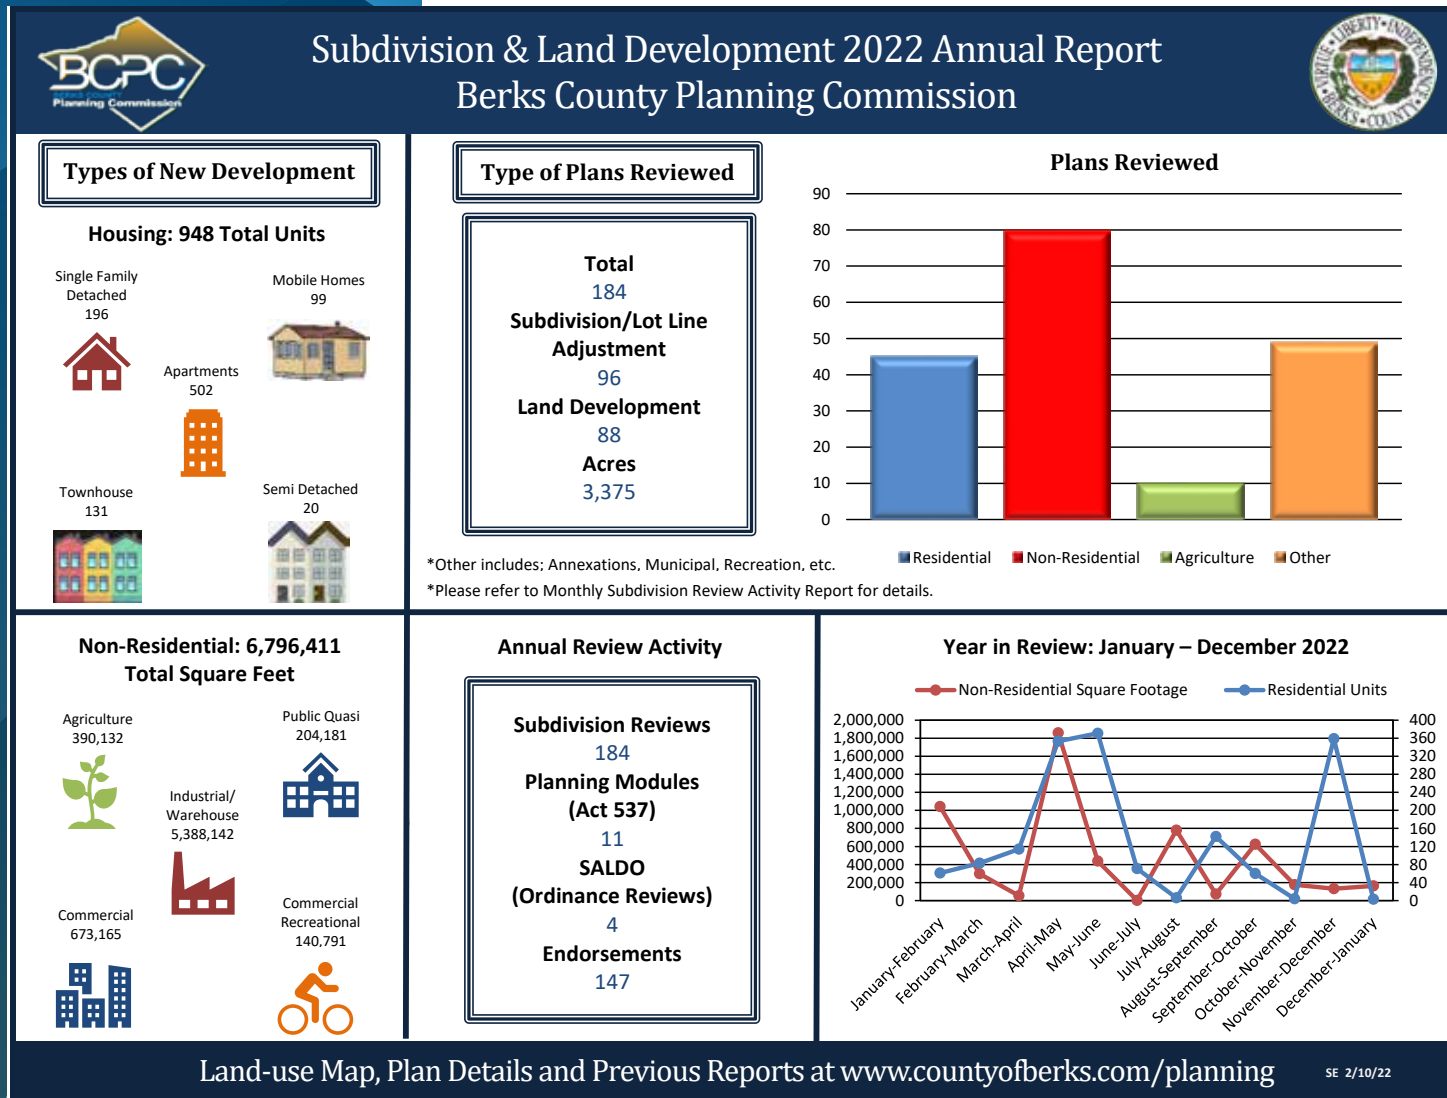 BCPC
BERKS COUNTY
Planning Commission
Subdivision & Land Development 2022 Annual Report
Berks County Planning Commission
VIRTUE • LIBERTY • INDEPENDENCE
• BERKS • COUNTY •
Types of New Development
Housing: 948 Total Units
Single Family
Detached
196
Mobile Homes
99
Apartments
502
Townhouse
131
Semi Detached
20
Type of Plans Reviewed
Total
184
Subdivision/Lot Line
Adjustment
96
Land Development
88
Acres
3,375
*Other includes; Annexations, Municipal, Recreation, etc.
*Please refer to Monthly Subdivision Review Activity Report for details.
Plans Reviewed
90
80
70
60
50
40
30
20
10
0
Residential Non-Residential Agriculture Other
Non-Residential: 6,796,411
Total Square Feet
Agriculture
390,132
Public Quasi
204,181
Industrial/
Warehouse
5,388,142
Commercial
673,165
Commercial
Recreational
140,791
Annual Review Activity
Subdivision Reviews
184
Planning Modules
(Act 537)
11
SALDO
(Ordinance Reviews)
4
Endorsements
147
Year in Review: January – December 2022
Non-Residential Square Footage Residential Units
2,000,000 400
1,800,000 360
1,600,000 320
1,400,000 280
1,200,000 240
1,000,000 200
800,000 160
600,000 120
400,000 80
200,000 40
0 0
January-February
February-March
March-April
April-May
May-June
June-July
July-August
August-September
September-October
October-November
November-December
December-January
Land-use Map, Plan Details and Previous Reports at www.countyofberks.com/planning
SE 2/10/22